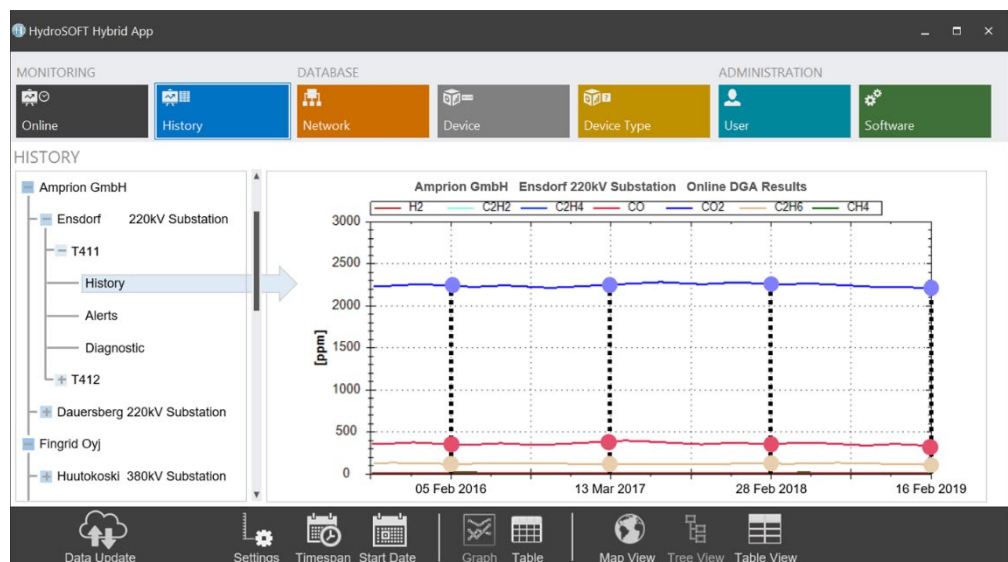 HydroSOFT Hybrid App
MONITORING DATABASE ADMINISTRATION
Online History Network Device Device Type User Software
HISTORY
Amprion GmbH
Ensdorf 220kV Substation
T411
History
Alerts
Diagnostic
T412
Dauersberg 220kV Substation
Fingrid Oyj
Huutokoski 380kV Substation
Amprion GmbH Ensdorf 220kV Substation Online DGA Results
H2 C2H2 C2H4 CO CO2 C2H6 CH4
[ppm]
3000
2500
2000
1500
1000
500
0
05 Feb 2016 13 Mar 2017 28 Feb 2018 16 Feb 2019
Data Update Settings Timespan Start Date Graph Table Map View Tree View Table View